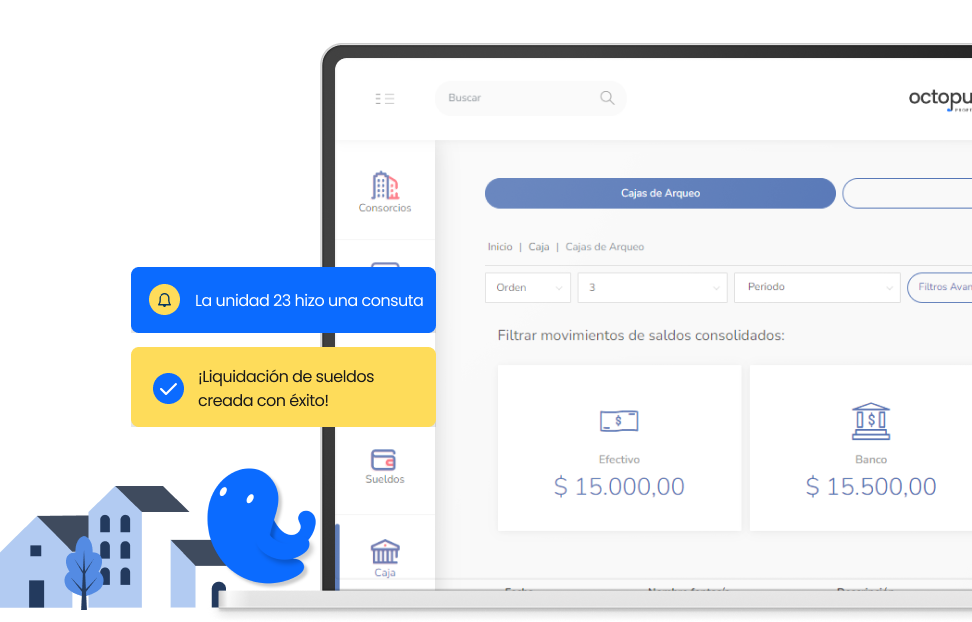 Buscar
octopu
Consorcios
Cajas de Arqueo
Inicio | Caja | Cajas de Arqueo
Orden
3
Periodo
Filtros Avan
La unidad 23 hizo una consuta
Filtrar movimientos de saldos consolidados:
¡Liquidación de sueldos
creada con éxito!
Efectivo
$ 15.000,00
Banco
$ 15.500,00
Sueldos
Caja